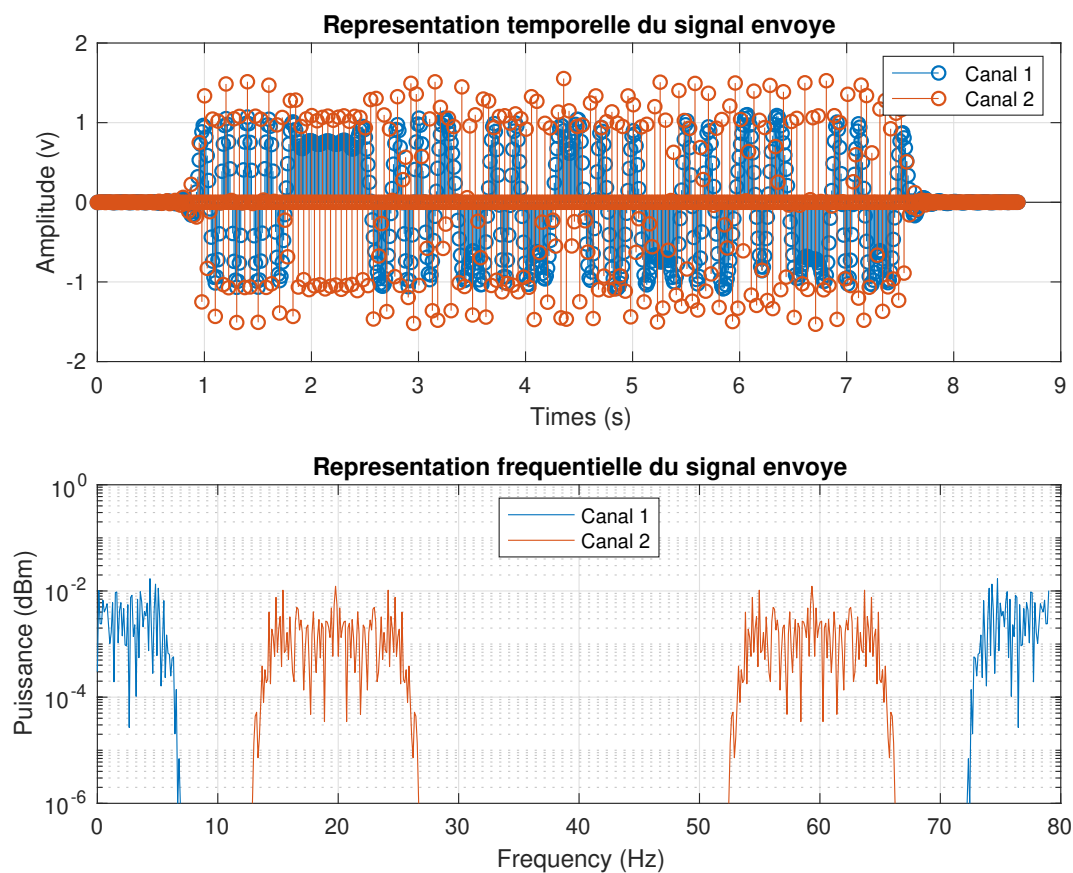 Representation temporelle du signal envoye
2
1
0
-1
-2
Amplitude (v)
Canal 1
Canal 2
0 1 2 3 4 5 6 7 8 9
Times (s)
Representation frequentielle du signal envoye
10^0
10^-2
10^-4
10^-6
Puissance (dBm)
Canal 1
Canal 2
0 10 20 30 40 50 60 70 80
Frequency (Hz)